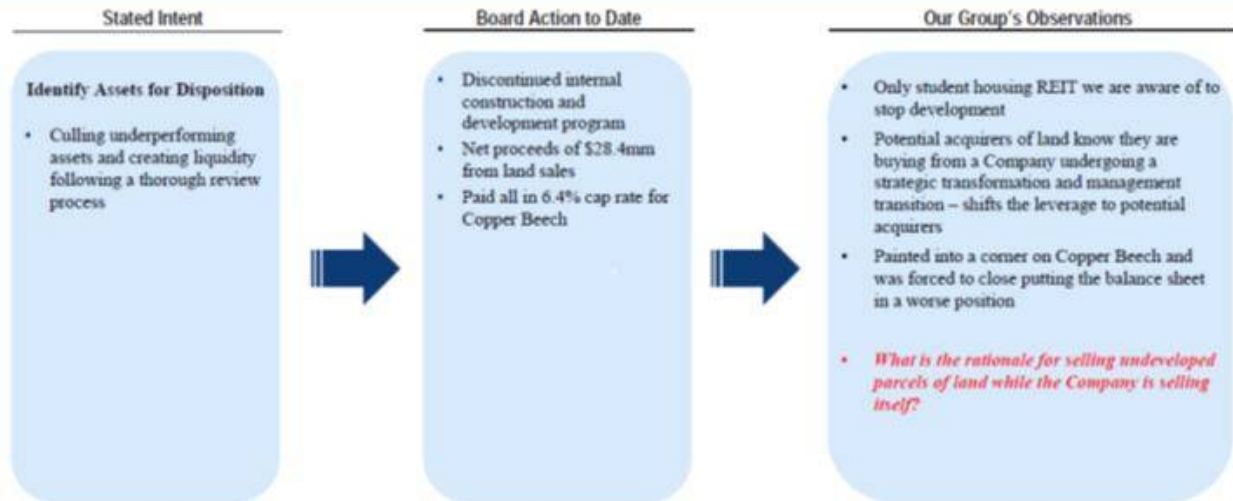 Stated Intent
Identify Assets for Disposition
• Culling underperforming
assets and creating liquidity
following a thorough review
process
Board Action to Date
• Discontinued internal
construction and
development program
• Net proceeds of $28.4mm
from land sales
• Paid all in 6.4% cap rate for
Copper Beech
Our Group's Observations
• Only student housing REIT we are aware of to
stop development
• Potential acquirers of land know they are
buying from a Company undergoing a
strategic transformation and management
transition – shifts the leverage to potential
acquirers
• Painted into a corner on Copper Beech and
was forced to close putting the balance sheet
in a worse position
• What is the rationale for selling undeveloped
parcels of land while the Company is selling
itself?